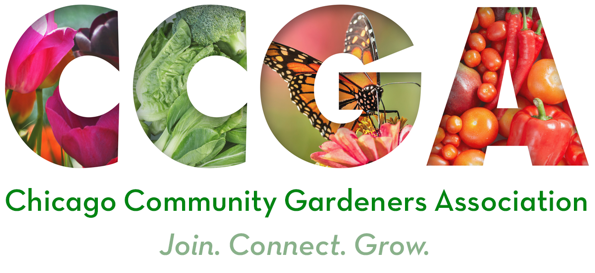 CCGA
Chicago Community Gardeners Association
Join. Connect. Grow.